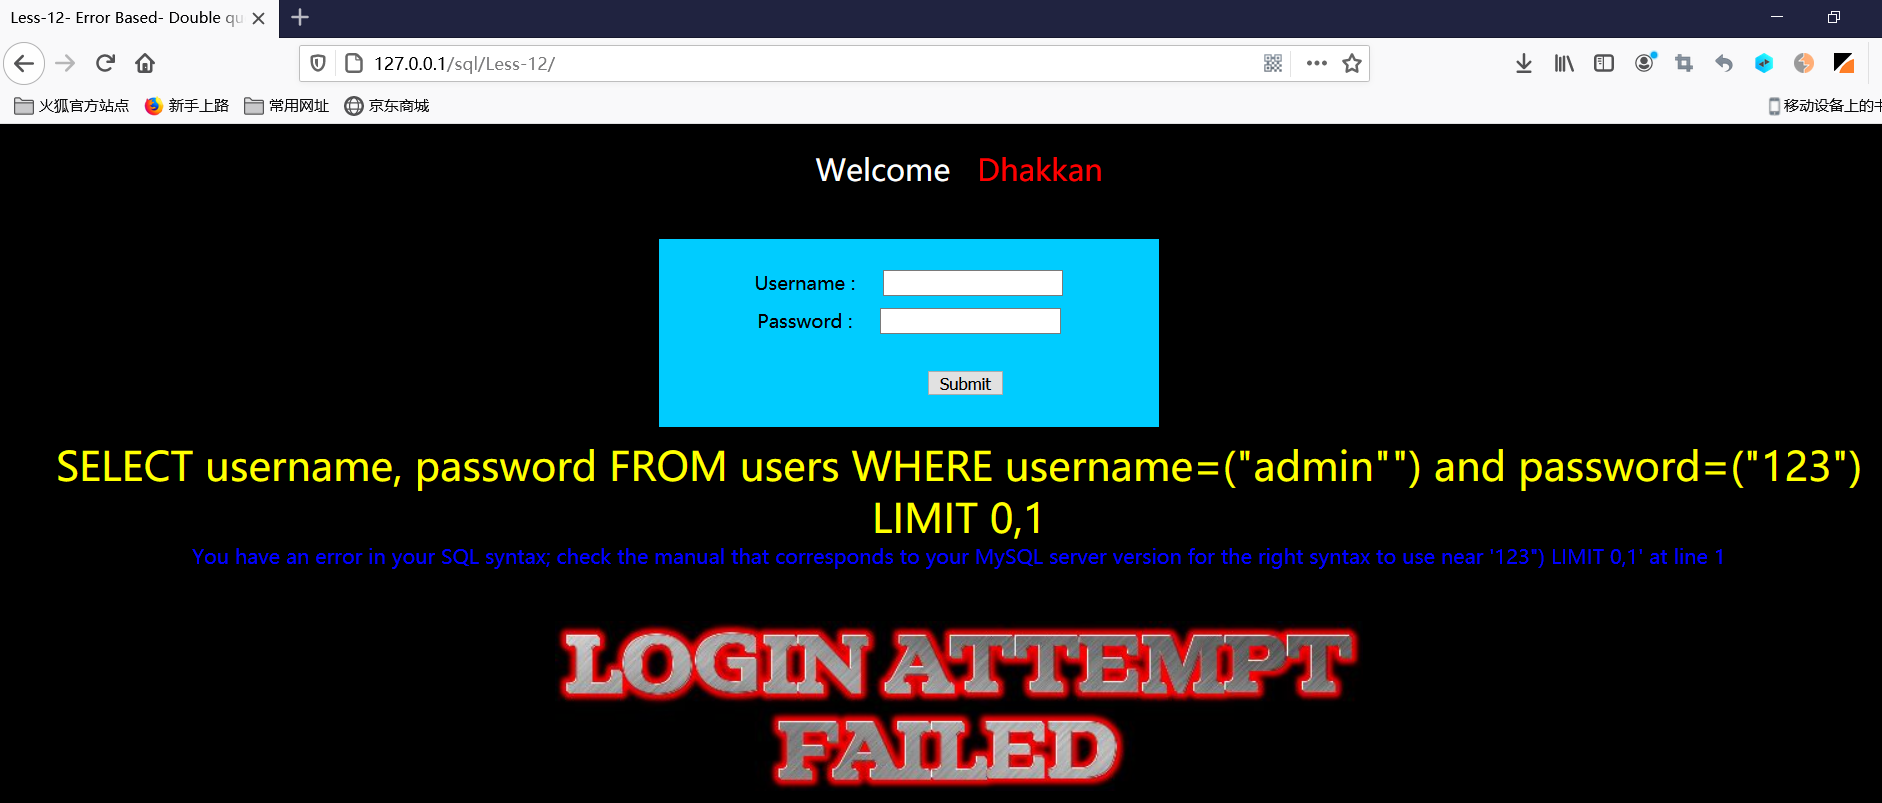 Less-12- Error Based- Double qu
127.0.0.1/sql/Less-12/
火狐官方站点 新手上路 常用网址 京东商城 移动设备上的
Welcome Dhakkan
Username :
Password :
Submit
SELECT username, password FROM users WHERE username=("admin"") and password=("123")
LIMIT 0,1
You have an error in your SQL syntax; check the manual that corresponds to your MySQL server version for the right syntax to use near '123") LIMIT 0,1' at line 1
LOGIN ATTEMPT
FAILED